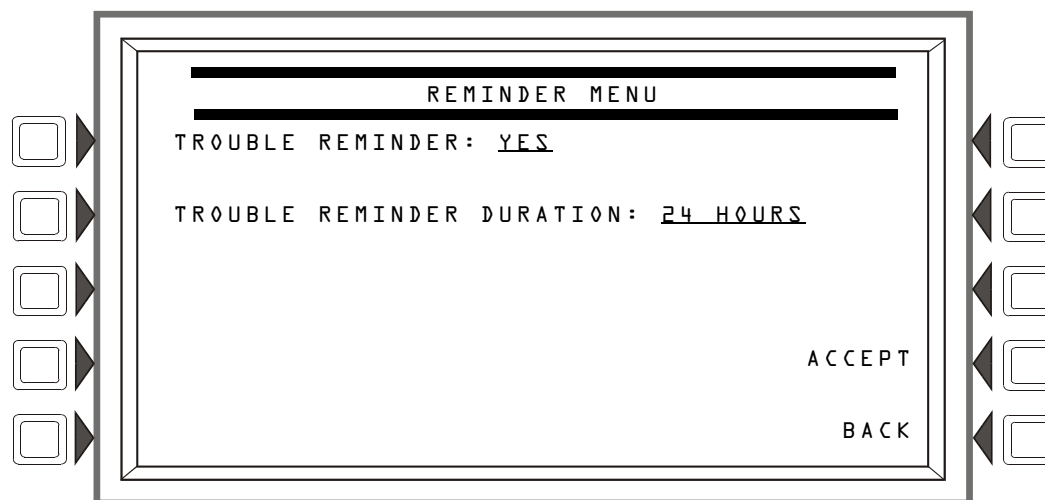 REMINDER MENU
TROUBLE REMINDER: YES
TROUBLE REMINDER DURATION: 24 HOURS
ACCEPT
BACK